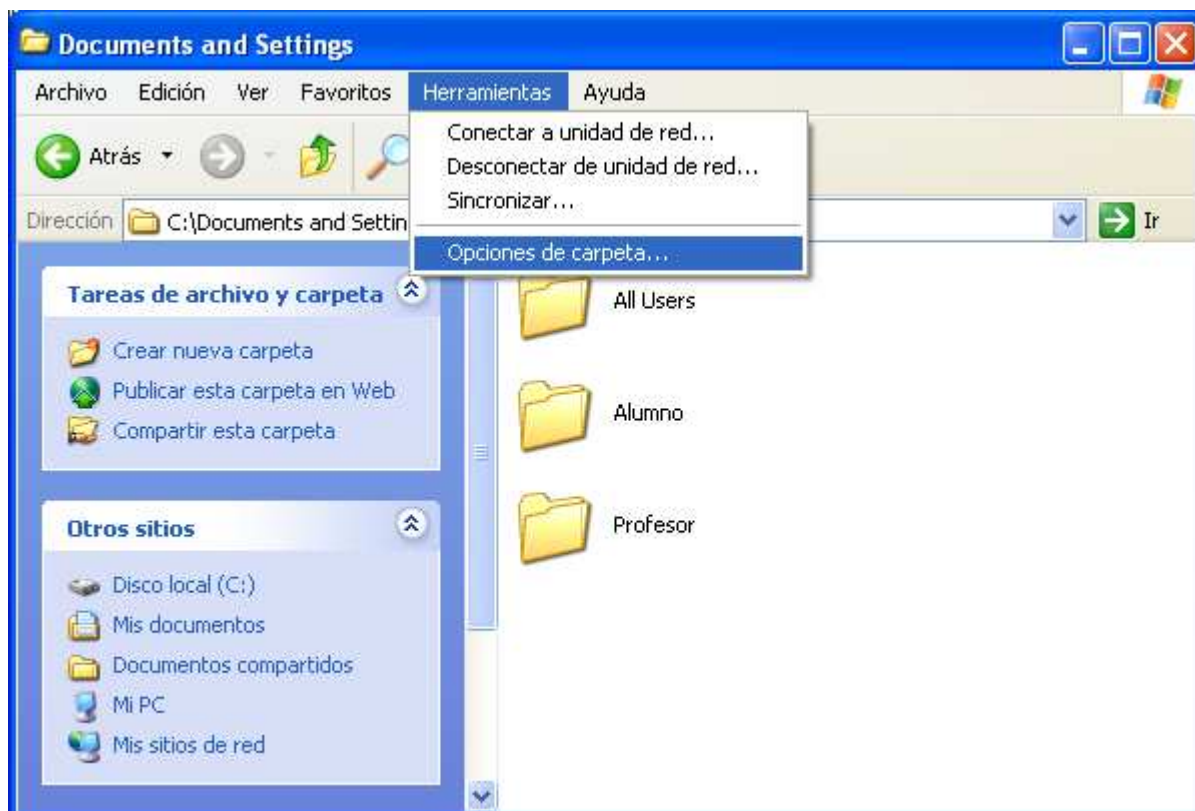 Documents and Settings
Archivo Edición Ver Favoritos Herramientas Ayuda
Conectar a unidad de red...
Desconectar de unidad de red...
Sincronizar...
Opciones de carpeta...
Atrás
Dirección C:\Documents and Settin
Ir
Tareas de archivo y carpeta
Crear nueva carpeta
Publicar esta carpeta en Web
Compartir esta carpeta
Otros sitios
Disco local (C:)
Mis documentos
Documentos compartidos
Mi PC
Mis sitios de red
All Users
Alumno
Profesor